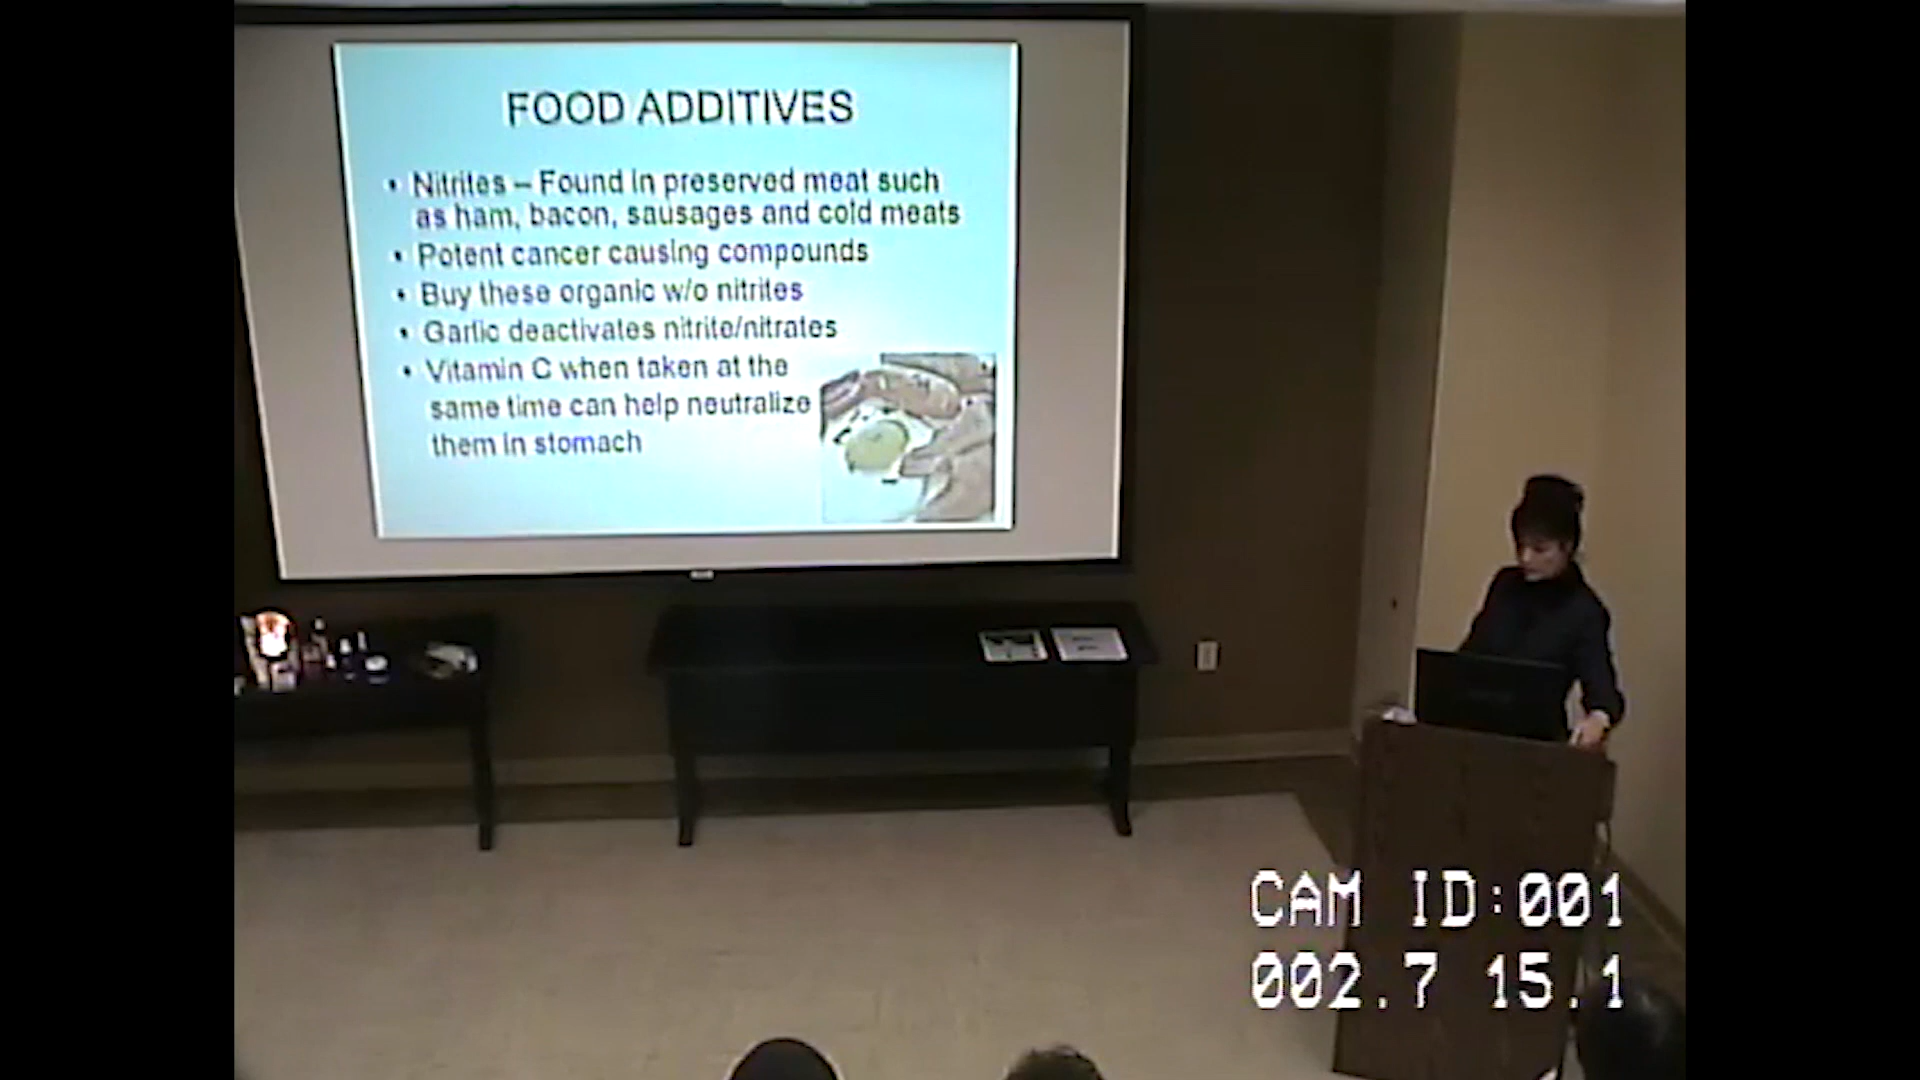 FOOD ADDITIVES
• Nitrites – Found in preserved meat such
as ham, bacon, sausages and cold meats
• Potent cancer causing compounds
• Buy these organic w/o nitrites
• Garlic deactivates nitrite/nitrates
• Vitamin C when taken at the
same time can help neutralize
them in stomach
CAM ID:001
002.7 15.1